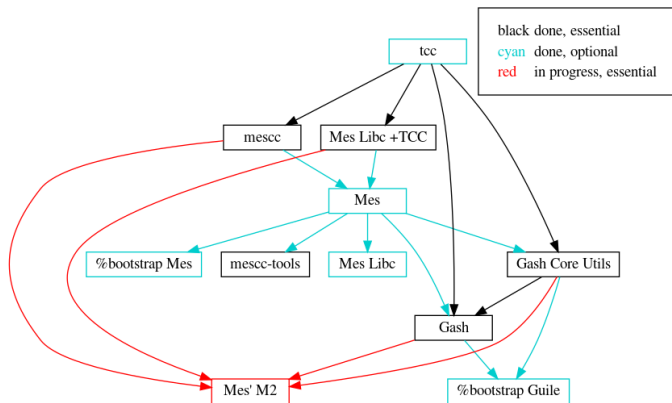 black done, essential
cyan done, optional
red in progress, essential
tcc
mescc
Mes Libc +TCC
Mes
%bootstrap Mes
mescc-tools
Mes Libc
Gash Core Utils
Gash
Mes' M2
%bootstrap Guile